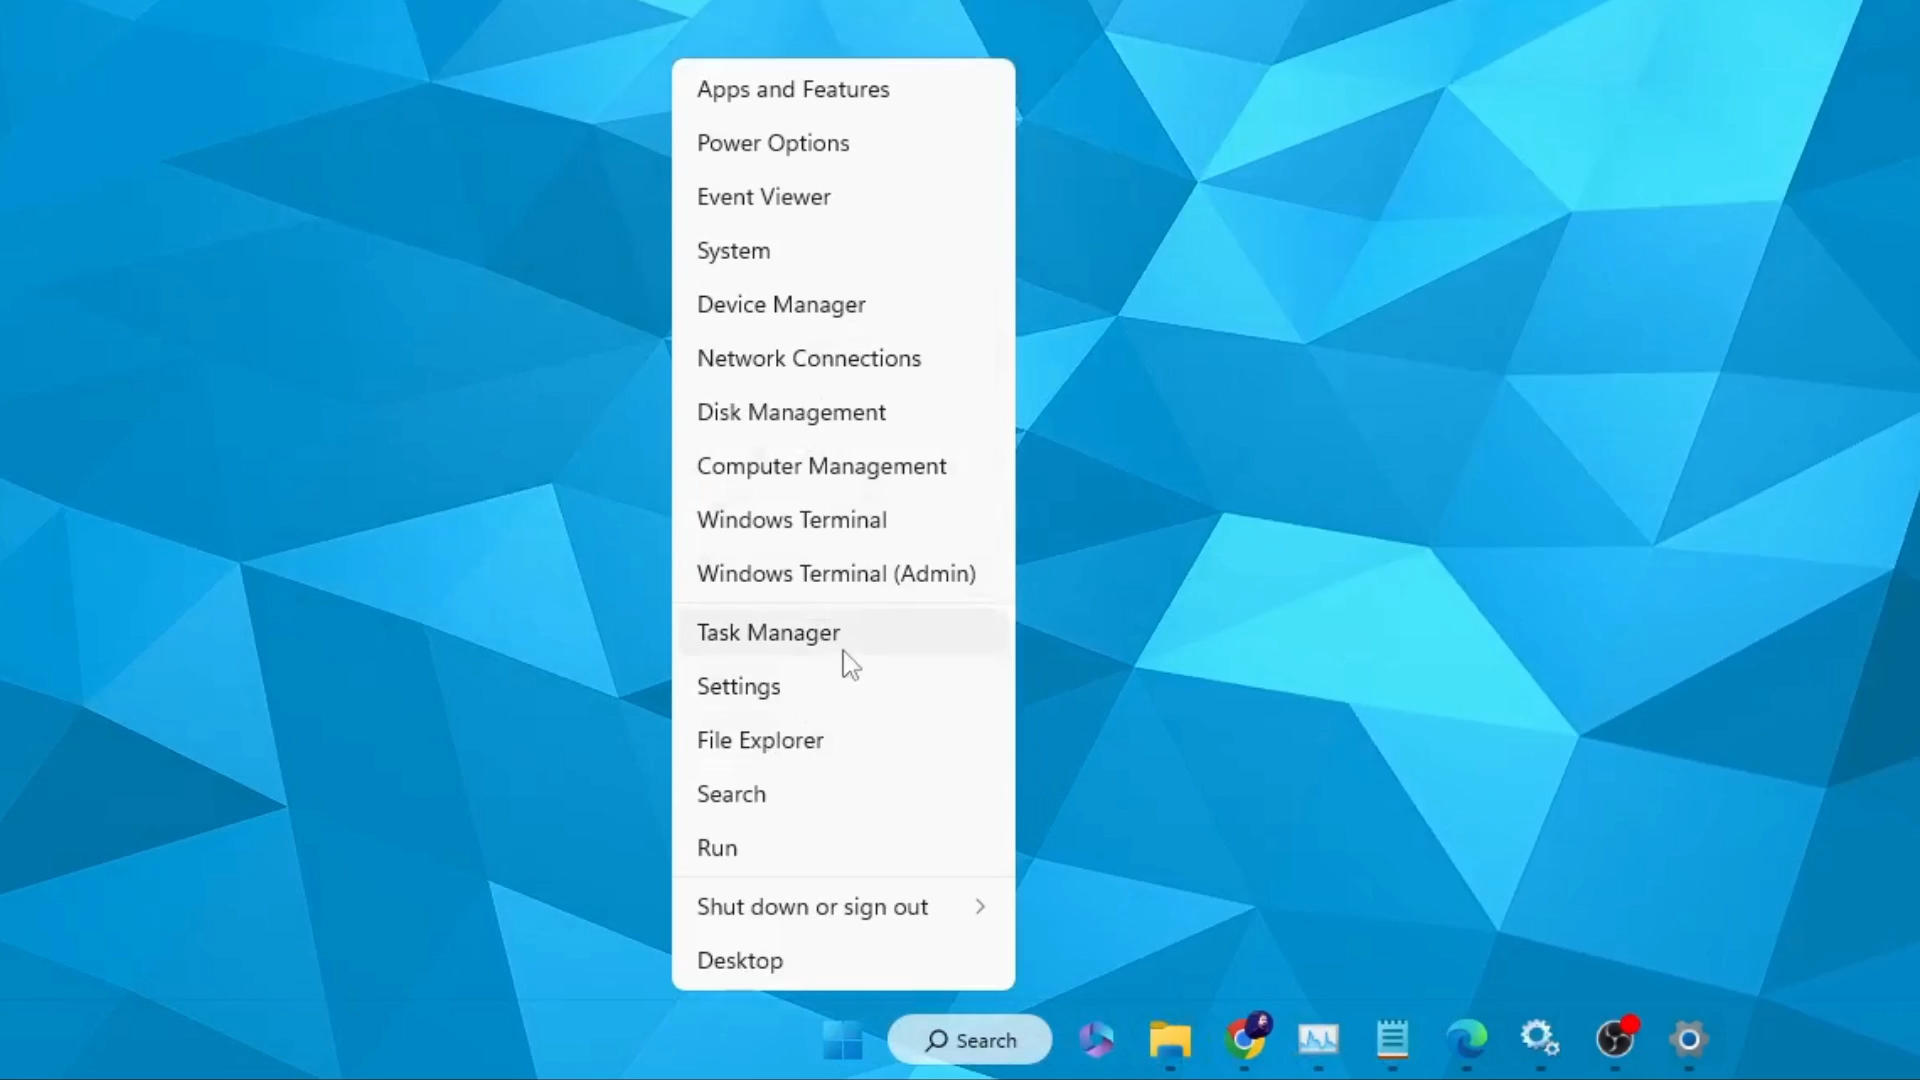 Apps and Features
Power Options
Event Viewer
System
Device Manager
Network Connections
Disk Management
Computer Management
Windows Terminal
Windows Terminal (Admin)
Task Manager
Settings
File Explorer
Search
Run
Shut down or sign out
Desktop
Search